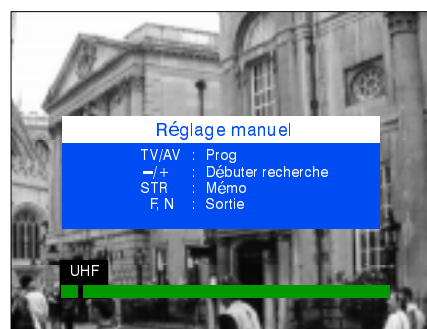 Réglage manuel
TV/AV : Prog
–/+ : Débuter recherche
STR : Mémo
F, N : Sortie
UHF